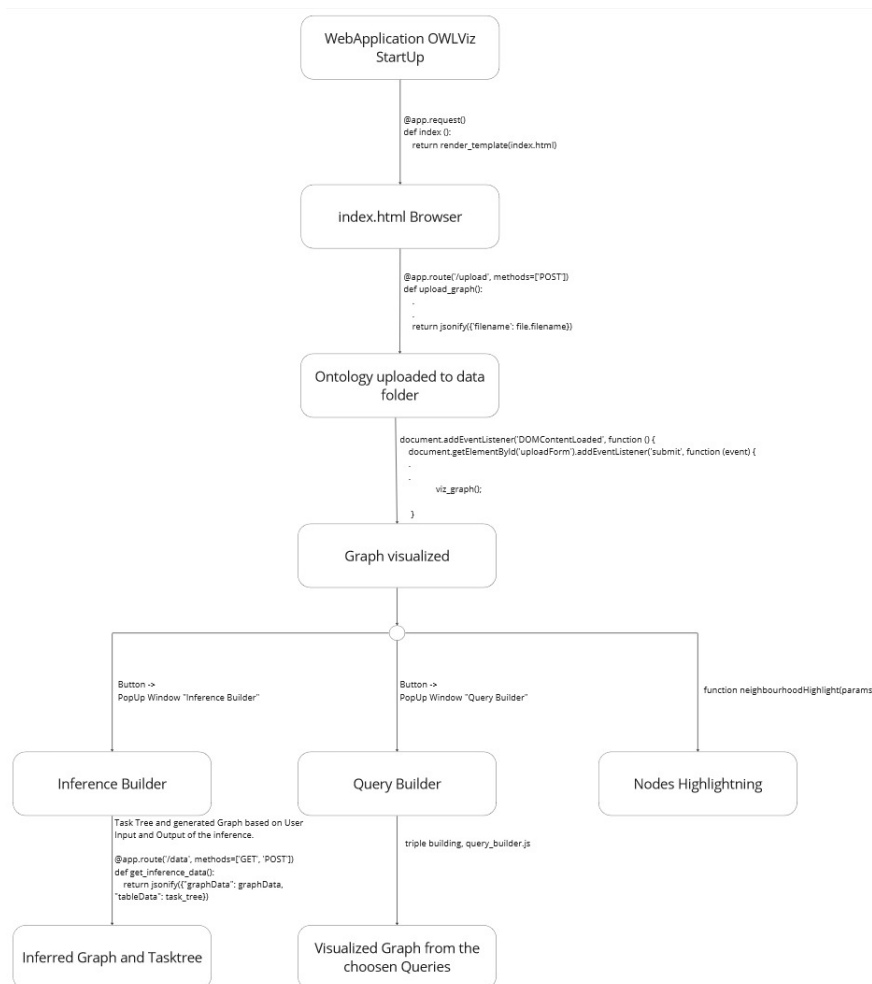 WebApplication OWLViz
StartUp
@app.request()
def index ():
return render_template(index.html)
index.html Browser
@app.route('/upload', methods=['POST'])
def upload_graph():
.
.
return jsonify({'filename': file.filename})
Ontology uploaded to data
folder
document.addEventListener('DOMContentLoaded', function () {
document.getElementById('uploadForm').addEventListener('submit', function (event) {
.
.
viz_graph();
}
Graph visualized
Button ->
PopUp Window "Inference Builder"
Button ->
PopUp Window "Query Builder"
function neighbourhoodHighlight(params
Inference Builder
Query Builder
Nodes Highlightning
Task Tree and generated Graph based on User
Input and Output of the inference.
@app.route('/data', methods=['GET', 'POST'])
def get_inference_data():
return jsonify({"graphData": graphData,
"tableData": task_tree})
triple building, query_builder.js
Inferred Graph and Tasktree
Visualized Graph from the
choosen Queries